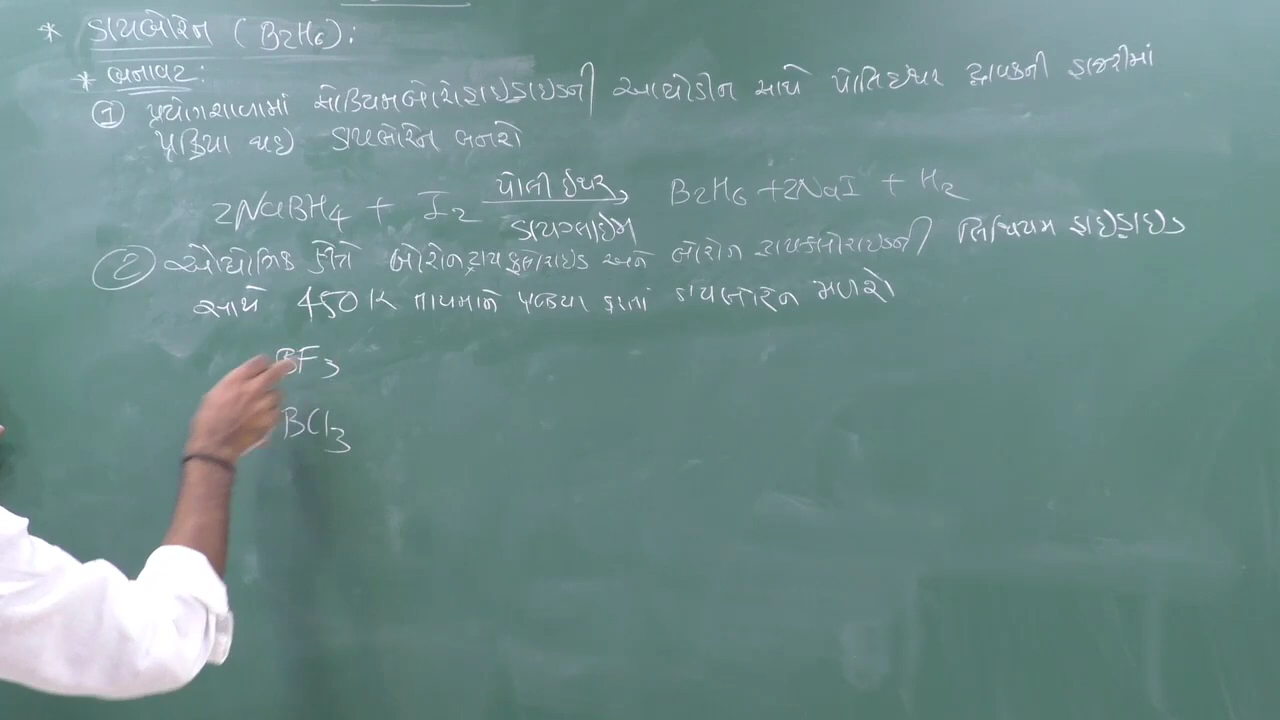 * ડાયબોરેન (B2H6):
* બનાવટ:
① પ્રયોગશાળામાં સોડિયમબોરોહાઇડ્રાઇડની આયોડીન સાથે પોલિઇથર દ્રાવકની હાજરીમાં
પ્રક્રિયા થઇ ડાયબોરેન બનશે
2NaBH4 + I2 પોલી ઇથર → B2H6 + 2NaI + H2
ડાયગ્લાઇમ
② ઔદ્યોગિક ક્ષેત્રે બોરોન ટ્રાયફ્લોરાઇડ અને બોરોન ટ્રાયક્લોરાઇડની લિથિયમ હાઇડ્રાઇડ
સાથે 450K તાપમાને પ્રક્રિયા કરતાં ડાયબોરેન મળશે
BF3
BCl3